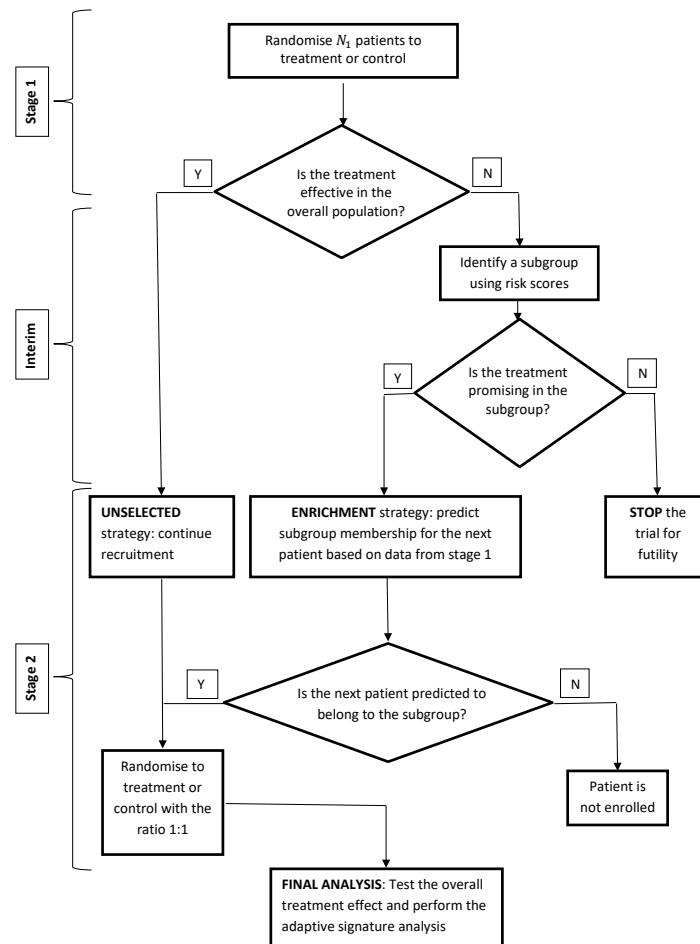 Stage 1
Randomise N₁ patients to
treatment or control
Y
Is the treatment
effective in the
overall population?
N
Interim
Identify a subgroup
using risk scores
Y
Is the treatment
promising in the
subgroup?
N
Stage 2
UNSELECTED
strategy: continue
recruitment
ENRICHMENT strategy: predict
subgroup membership for the next
patient based on data from stage 1
STOP the
trial for
futility
Y
Is the next patient predicted to
belong to the subgroup?
N
Randomise to
treatment or
control with the
ratio 1:1
Patient is
not enrolled
FINAL ANALYSIS: Test the overall
treatment effect and perform the
adaptive signature analysis